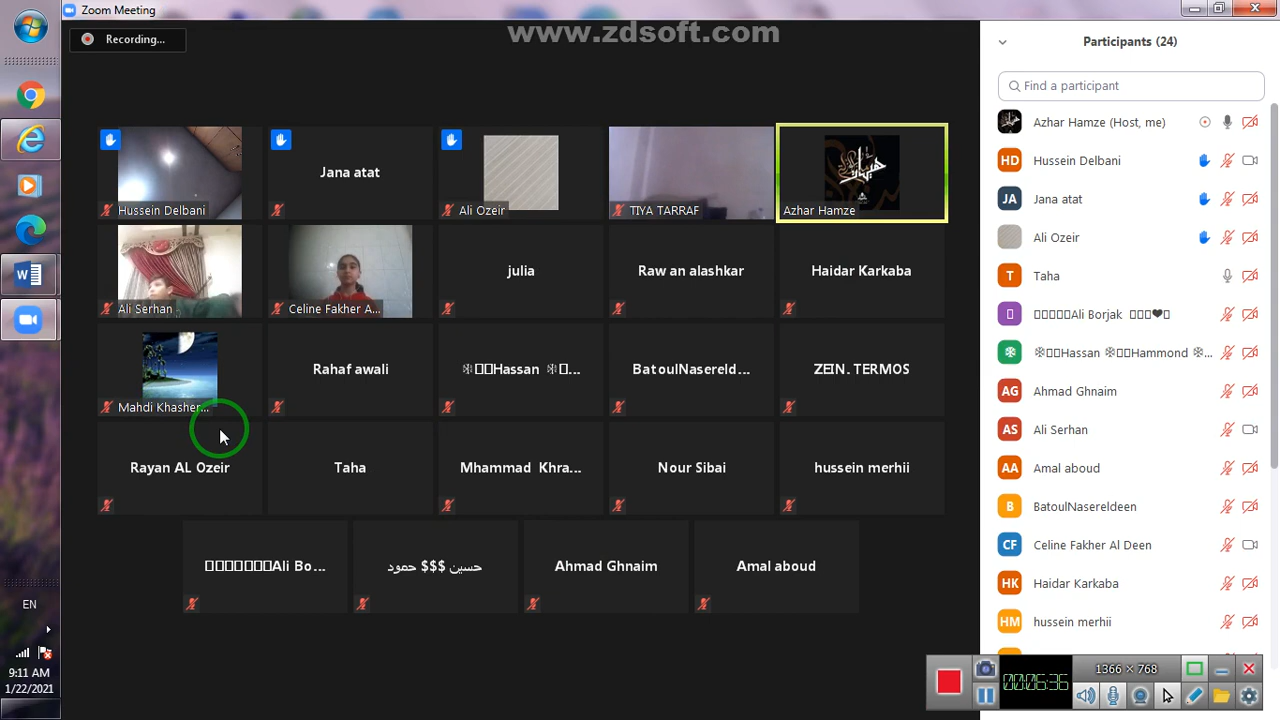 Zoom Meeting
www.zdsoft.com
Recording...
Participants (24)
Find a participant
Hussein Delbani
Jana atat
Ali Ozeir
TIYA TARRAF
Azhar Hamze
Ali Serhan
Celine Fakher A...
julia
Raw an alashkar
Haidar Karkaba
Mahdi Khasher...
Rahaf awali
Hassan
BatoulNasereld...
ZEIN. TERMOS
Rayan AL Ozeir
Taha
Mhammad Khra...
Nour Sibai
hussein merhii
Ali Bo...
حسين $$$ حمود
Ahmad Ghnaim
Amal aboud
Azhar Hamze (Host, me)
HD Hussein Delbani
JA Jana atat
Ali Ozeir
T Taha
Ali Borjak
Hassan Hammond
AG Ahmad Ghnaim
AS Ali Serhan
AA Amal aboud
B BatoulNasereldeen
CF Celine Fakher Al Deen
HK Haidar Karkaba
HM hussein merhii
EN
9:11 AM
1/22/2021
1366 × 768
00:06:36